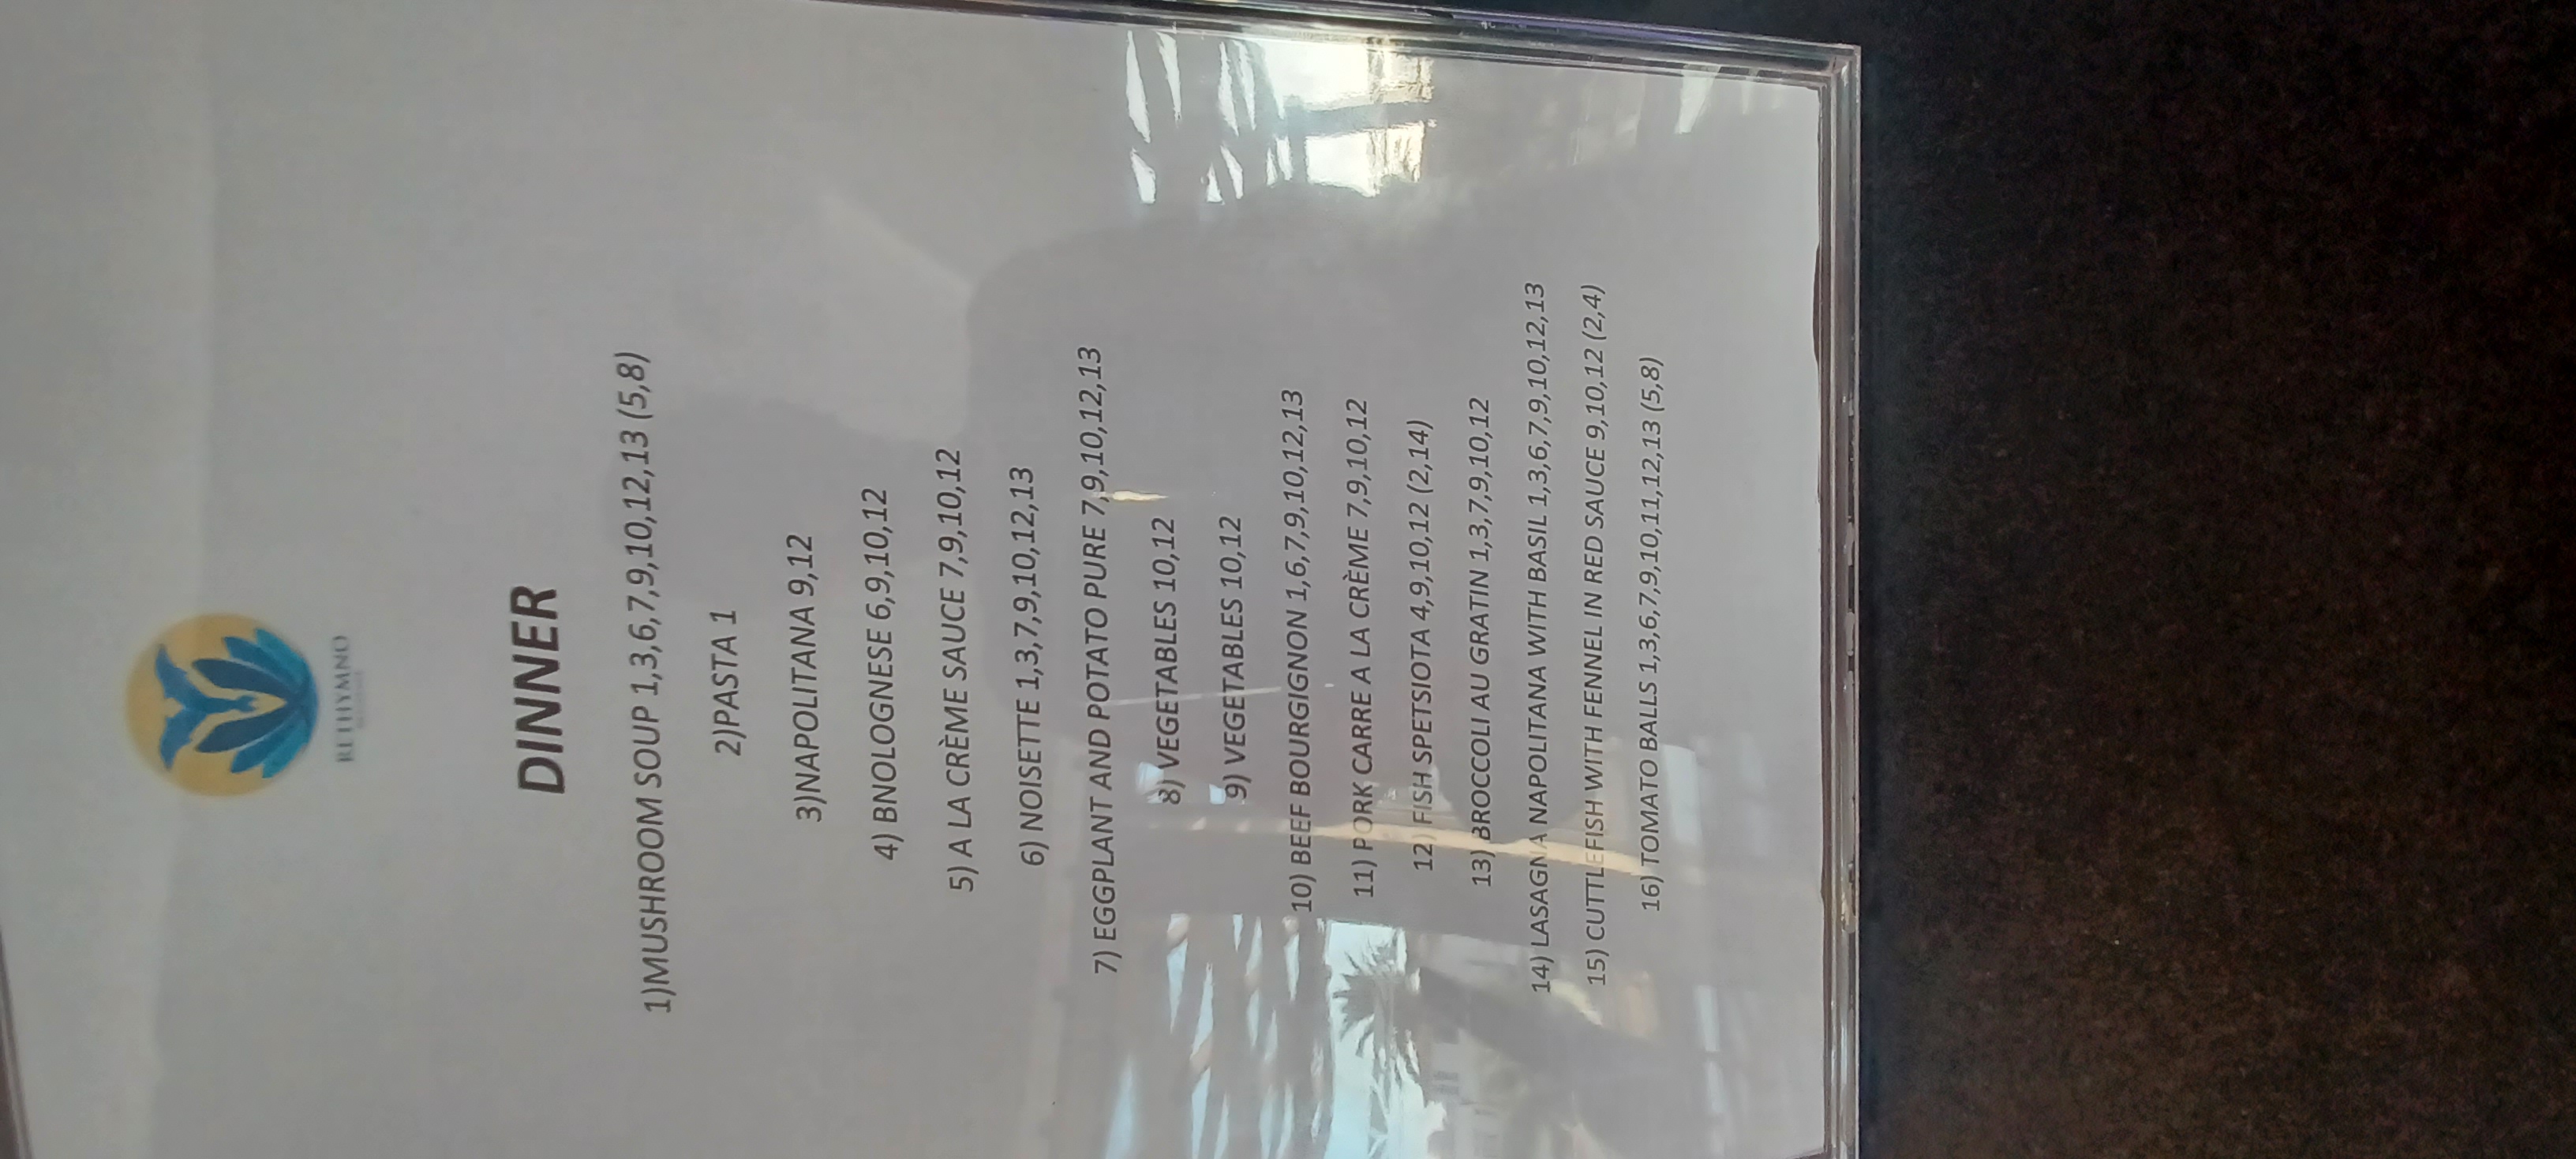 RETHYMNO
DINNER
1)MUSHROOM SOUP 1,3,6,7,9,10,12,13 (5,8)
2)PASTA 1
3)NAPOLITANA 9,12
4) BNOLOGNESE 6,9,10,12
5) A LA CRÈME SAUCE 7,9,10,12
6) NOISETTE 1,3,7,9,10,12,13
7) EGGPLANT AND POTATO PURE 7,9,10,12,13
8) VEGETABLES 10,12
9) VEGETABLES 10,12
10) BEEF BOURGIGNON 1,6,7,9,10,12,13
11) PORK CARRE A LA CRÈME 7,9,10,12
12) FISH SPETSIOTA 4,9,10,12 (2,14)
13) BROCCOLI AU GRATIN 1,3,7,9,10,12
14) LASAGNA NAPOLITANA WITH BASIL 1,3,6,7,9,10,12,13
15) CUTTLEFISH WITH FENNEL IN RED SAUCE 9,10,12 (2,4)
16) TOMATO BALLS 1,3,6,7,9,10,11,12,13 (5,8)